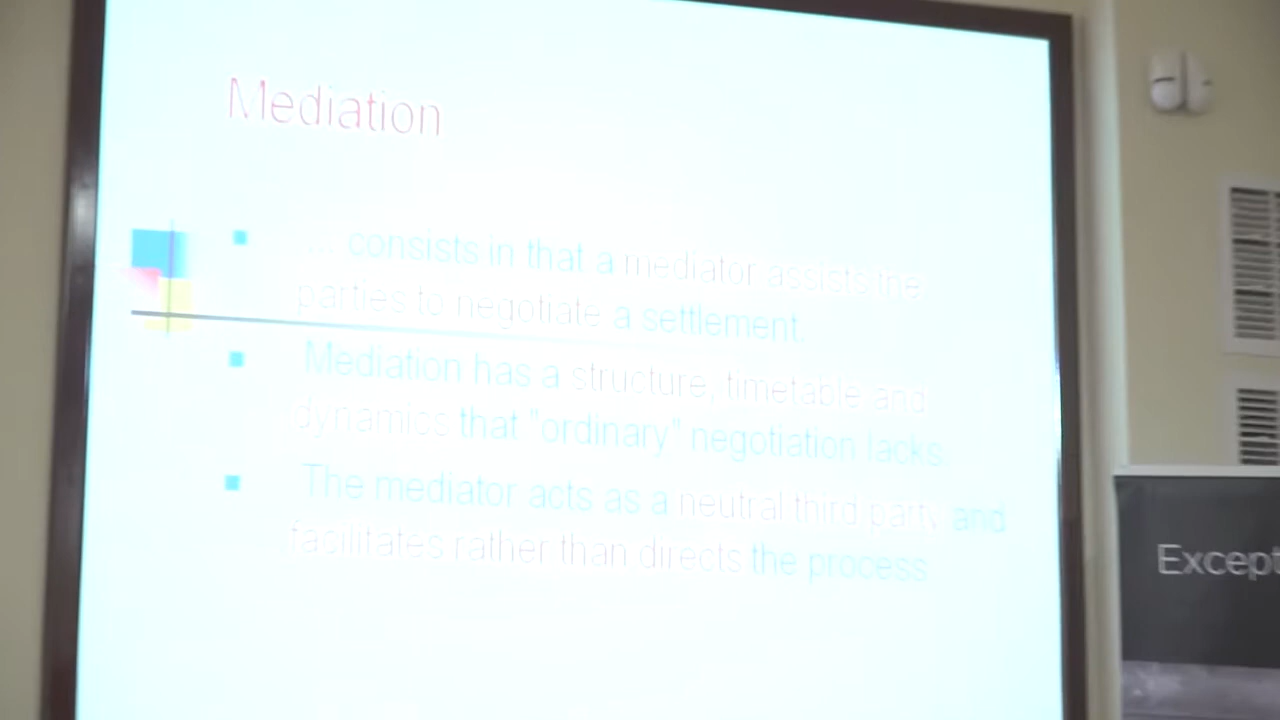 Mediation
... consists in that a mediator assists the
parties to negotiate a settlement.
Mediation has a structure, timetable and
dynamics that "ordinary" negotiation lacks
The mediator acts as a neutral third party and
facilitates rather than directs the process
Except